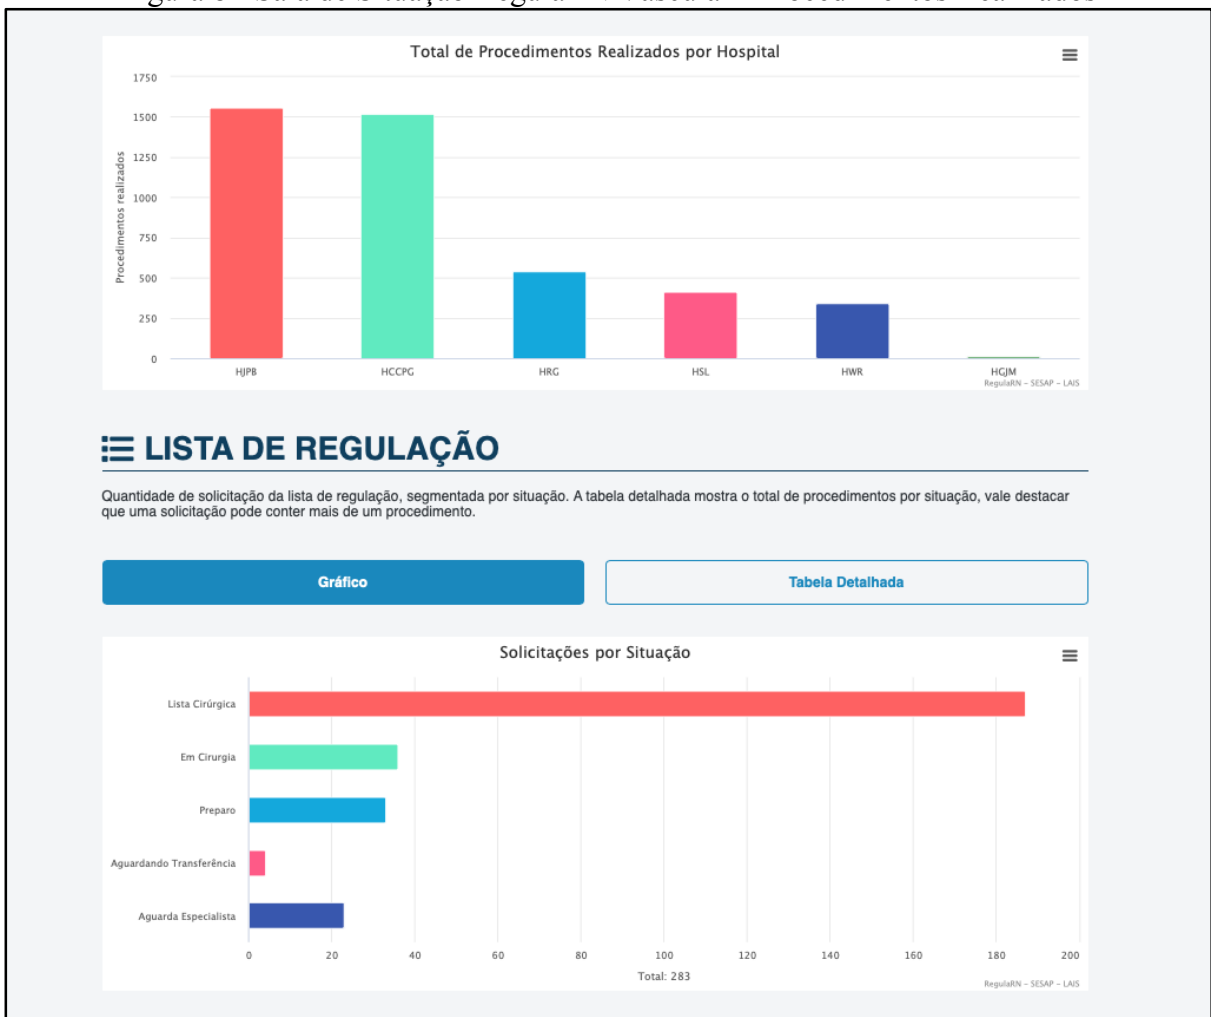 Total de Procedimentos Realizados por Hospital
1750
1500
1250
1000
750
500
250
0
Procedimentos realizados
HJPB HCCPG HRG HSL HWR HGJM
RegulaRN – SESAP – LAIS
LISTA DE REGULAÇÃO
Quantidade de solicitação da lista de regulação, segmentada por situação. A tabela detalhada mostra o total de procedimentos por situação, vale destacar
que uma solicitação pode conter mais de um procedimento.
Gráfico
Tabela Detalhada
Solicitações por Situação
Lista Cirúrgica
Em Cirurgia
Preparo
Aguardando Transferência
Aguarda Especialista
0 20 40 60 80 100 120 140 160 180 200
Total: 283
RegulaRN – SESAP – LAIS